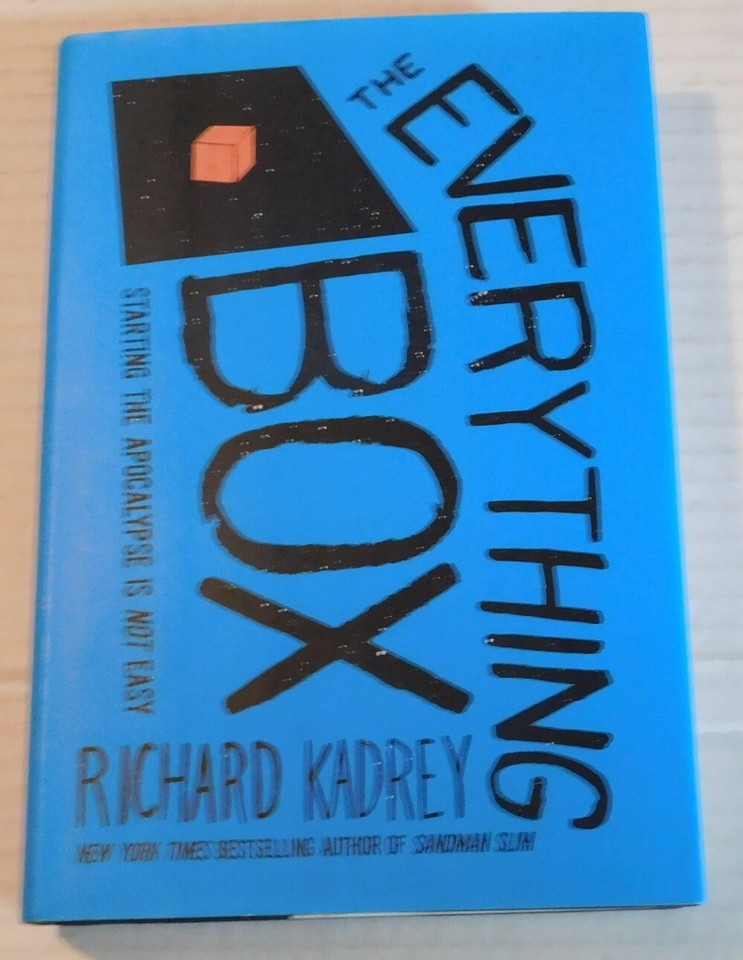 THE
EVERYTHING
BOX
STARTING THE APOCALYPSE IS NOT EASY
RICHARD KADREY
NEW YORK TIMES BESTSELLING AUTHOR OF SANDMAN SLIM